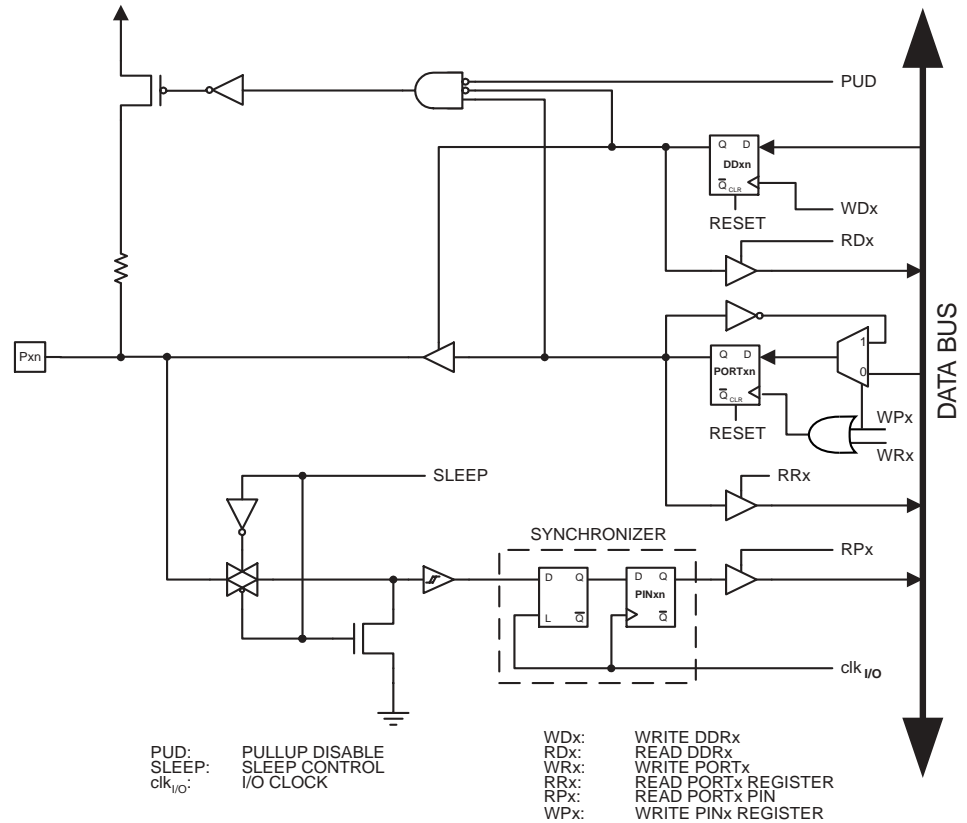 PUD
Q D
DDxn
Q CLR
WDx
RESET
RDx
1
Pxn
Q D
PORTxn
0
Q CLR
WPx
RESET
WRx
RRx
SLEEP
SYNCHRONIZER
RPx
D Q
D Q
PINxn
L Q
Q
clk I/O
DATA BUS
PUD: PULLUP DISABLE
SLEEP: SLEEP CONTROL
clkI/O: I/O CLOCK
WDx: WRITE DDRx
RDx: READ DDRx
WRx: WRITE PORTx
RRx: READ PORTx REGISTER
RPx: READ PORTx PIN
WPx: WRITE PINx REGISTER